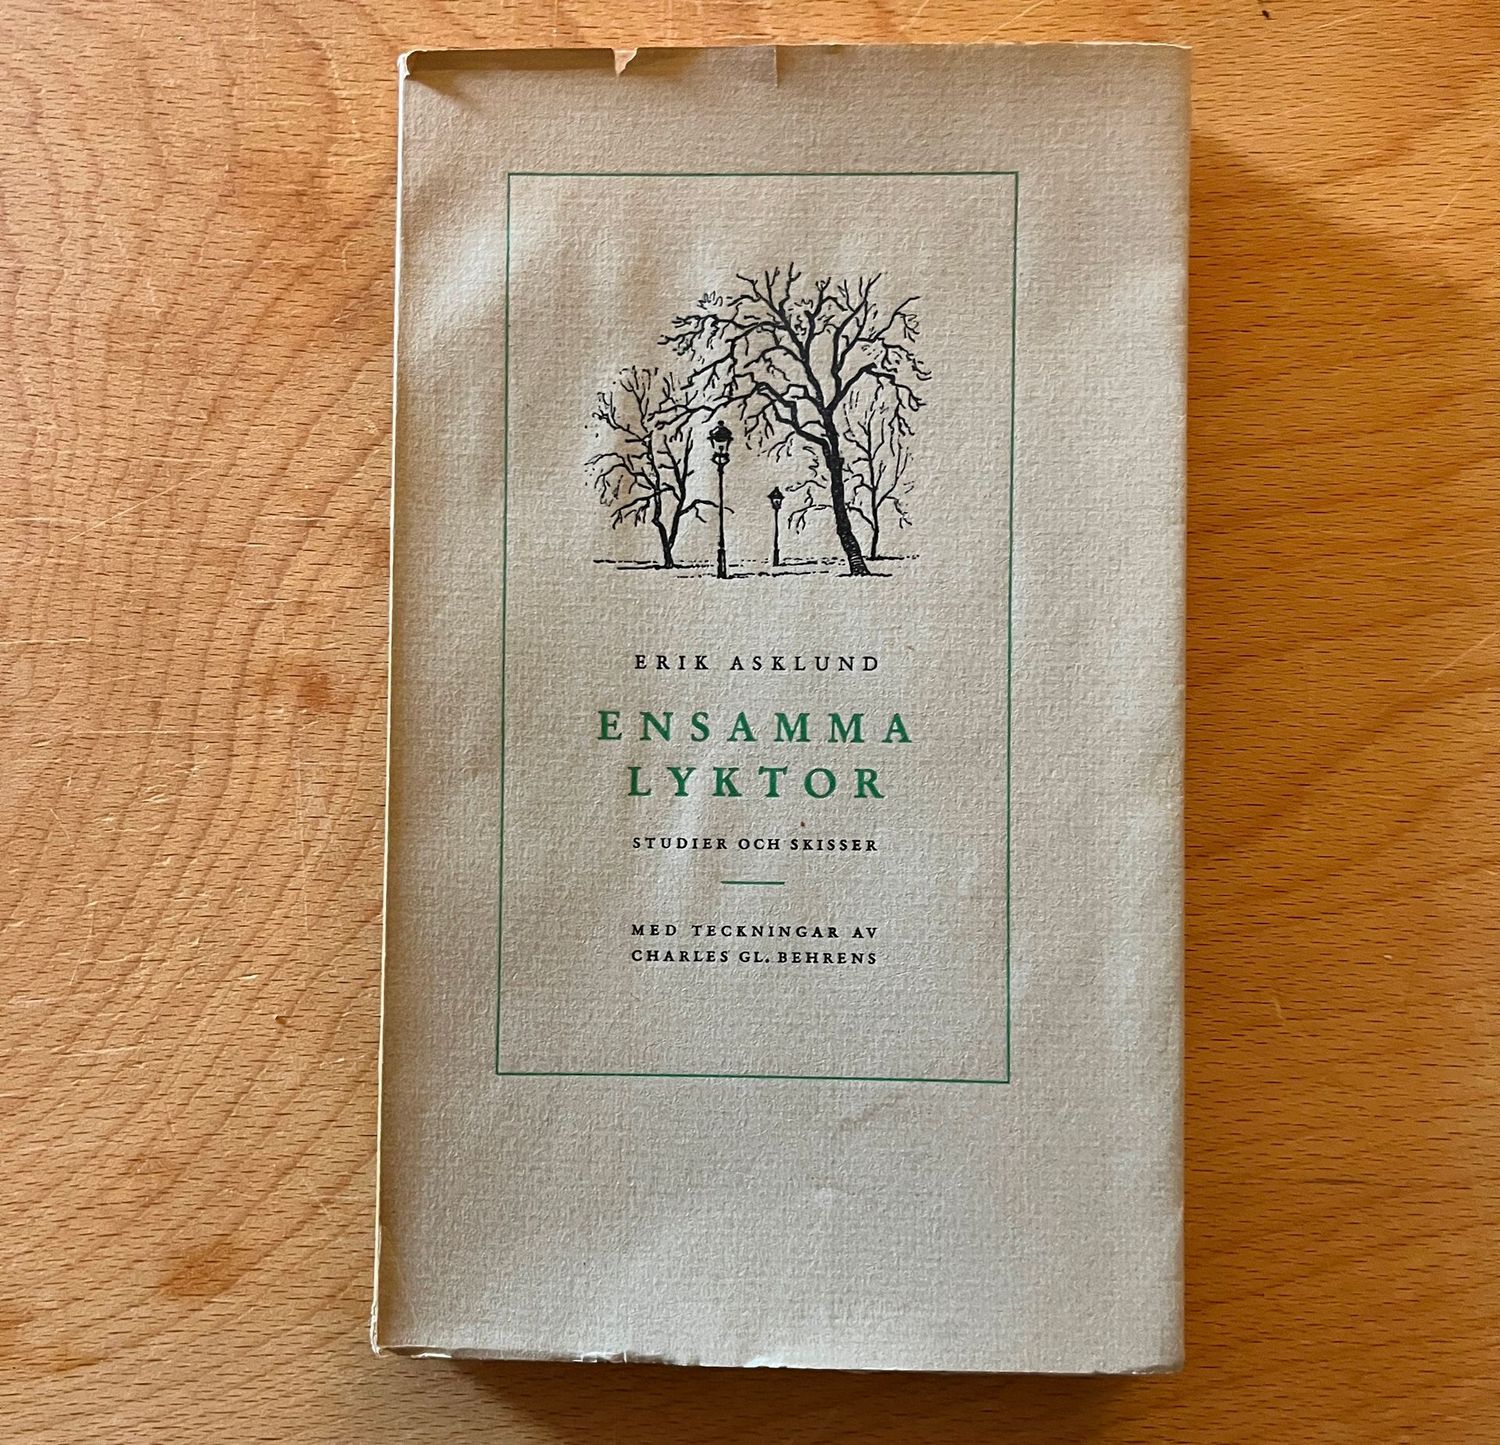 ERIK ASKLUND
ENSAMMA
LYKTOR
STUDIER OCH SKISSER
MED TECKNINGAR AV
CHARLES GL. BEHRENS